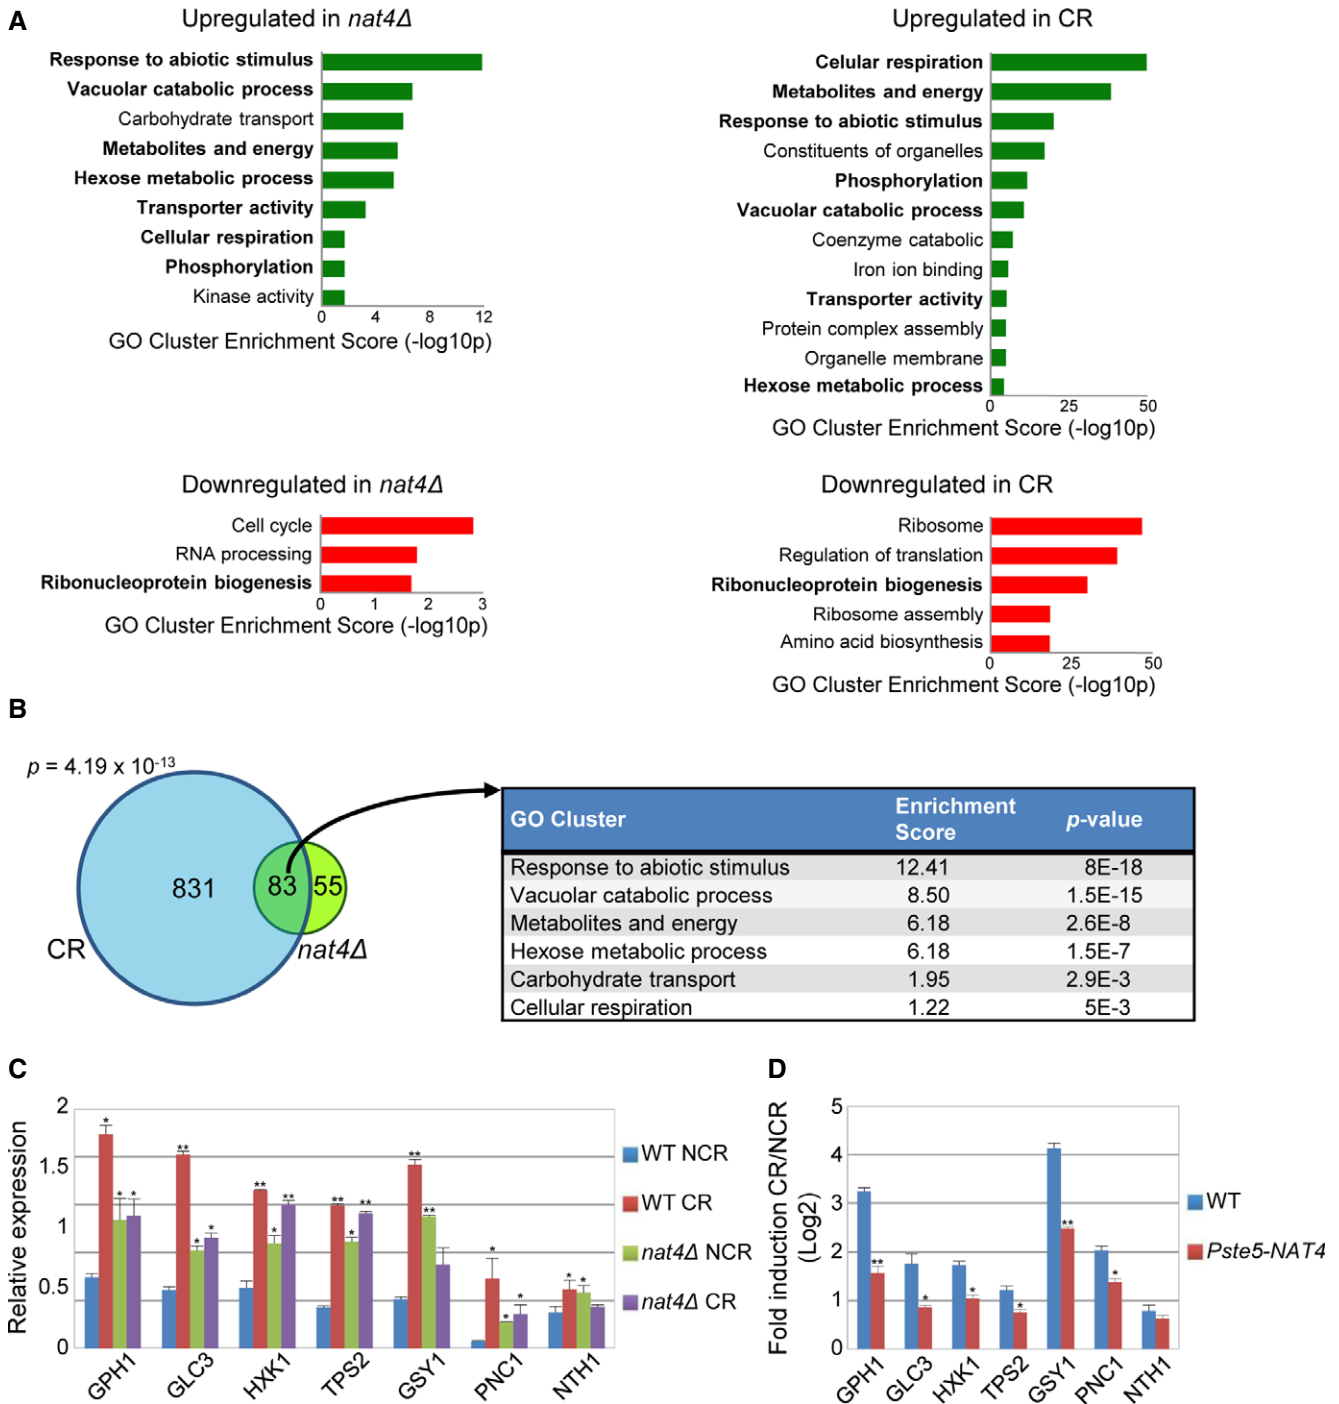 A
Upregulated in nat4Δ
Response to abiotic stimulus
Vacuolar catabolic process
Carbohydrate transport
Metabolites and energy
Hexose metabolic process
Transporter activity
Cellular respiration
Phosphorylation
Kinase activity
0 4 8 12
GO Cluster Enrichment Score (-log10p)
Upregulated in CR
Celular respiration
Metabolites and energy
Response to abiotic stimulus
Constituents of organelles
Phosphorylation
Vacuolar catabolic process
Coenzyme catabolic
Iron ion binding
Transporter activity
Protein complex assembly
Organelle membrane
Hexose metabolic process
0 25 50
GO Cluster Enrichment Score (-log10p)
Downregulated in nat4Δ
Cell cycle
RNA processing
Ribonucleoprotein biogenesis
0 1 2 3
GO Cluster Enrichment Score (-log10p)
Downregulated in CR
Ribosome
Regulation of translation
Ribonucleoprotein biogenesis
Ribosome assembly
Amino acid biosynthesis
0 25 50
GO Cluster Enrichment Score (-log10p)
B
p = 4.19 x 10-13
831 83 55
CR nat4Δ
GO Cluster Enrichment Score p-value
Response to abiotic stimulus 12.41 8E-18
Vacuolar catabolic process 8.50 1.5E-15
Metabolites and energy 6.18 2.6E-8
Hexose metabolic process 6.18 1.5E-7
Carbohydrate transport 1.95 2.9E-3
Cellular respiration 1.22 5E-3
C
Relative expression
2
1.5
1
0.5
0
* * *
** * *
** * **
** * **
** **
* * *
* *
GPH1 GLC3 HXK1 TPS2 GSY1 PNC1 NTH1
WT NCR
WT CR
nat4Δ NCR
nat4Δ CR
D
Fold induction CR/NCR
(Log2)
5
4
3
2
1
0
** * * * ** *
GPH1 GLC3 HXK1 TPS2 GSY1 PNC1 NTH1
WT
Pste5-NAT4